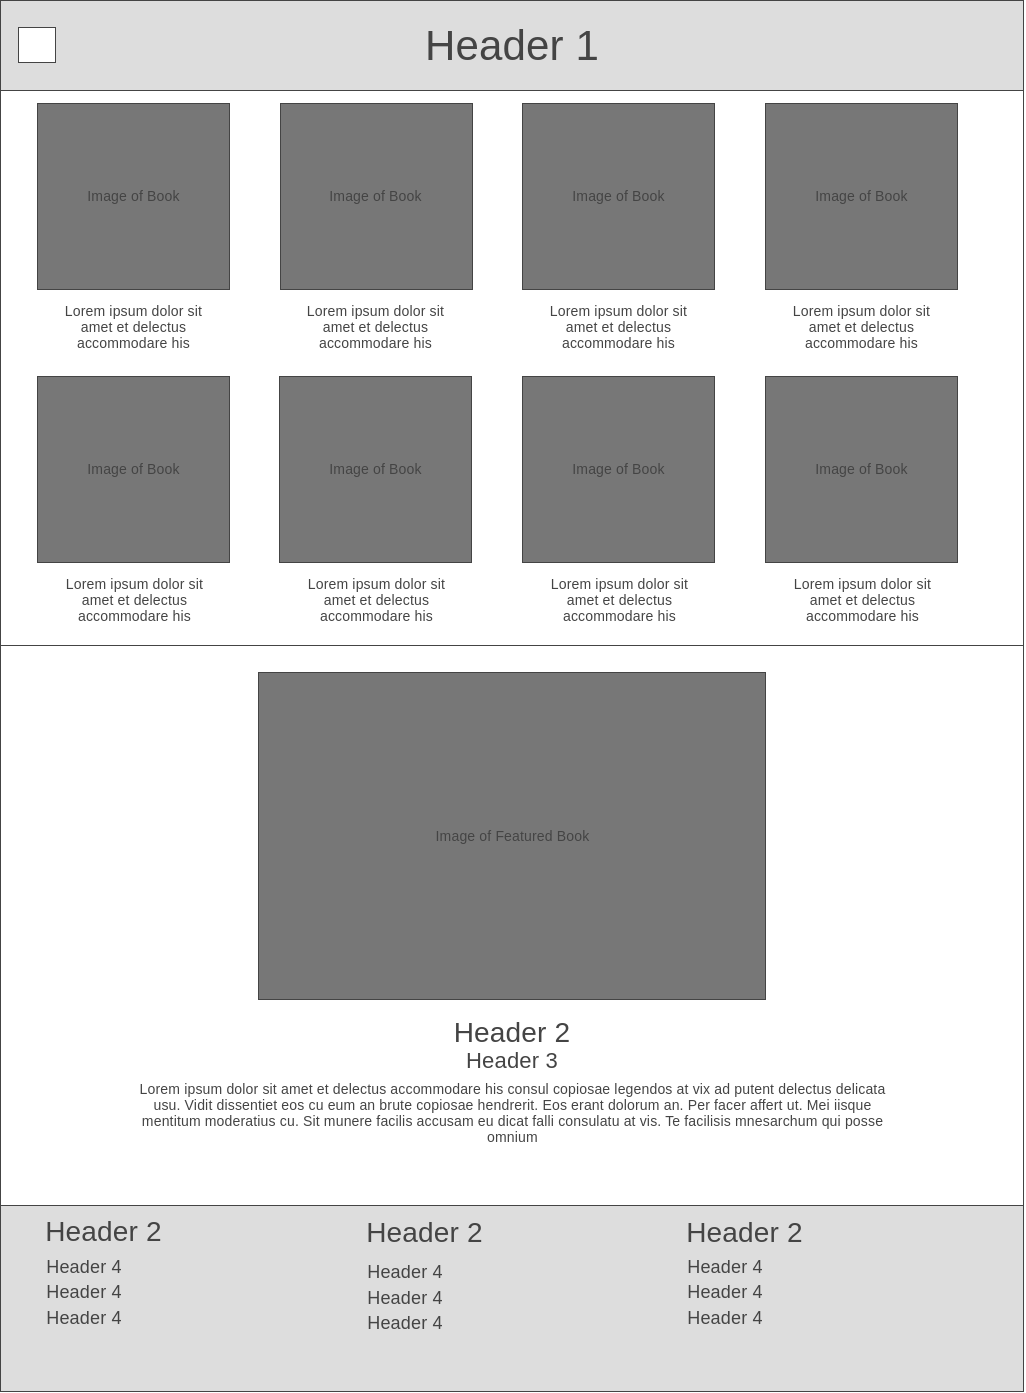 Header 1
Image of Book
Image of Book
Image of Book
Image of Book
Lorem ipsum dolor sit
amet et delectus
accommodare his
Lorem ipsum dolor sit
amet et delectus
accommodare his
Lorem ipsum dolor sit
amet et delectus
accommodare his
Lorem ipsum dolor sit
amet et delectus
accommodare his
Image of Book
Image of Book
Image of Book
Image of Book
Lorem ipsum dolor sit
amet et delectus
accommodare his
Lorem ipsum dolor sit
amet et delectus
accommodare his
Lorem ipsum dolor sit
amet et delectus
accommodare his
Lorem ipsum dolor sit
amet et delectus
accommodare his
Image of Featured Book
Header 2
Header 3
Lorem ipsum dolor sit amet et delectus accommodare his consul copiosae legendos at vix ad putent delectus delicata
usu. Vidit dissentiet eos cu eum an brute copiosae hendrerit. Eos erant dolorum an. Per facer affert ut. Mei iisque
mentitum moderatius cu. Sit munere facilis accusam eu dicat falli consulatu at vis. Te facilisis mnesarchum qui posse
omnium
Header 2
Header 4
Header 4
Header 4
Header 2
Header 4
Header 4
Header 4
Header 2
Header 4
Header 4
Header 4